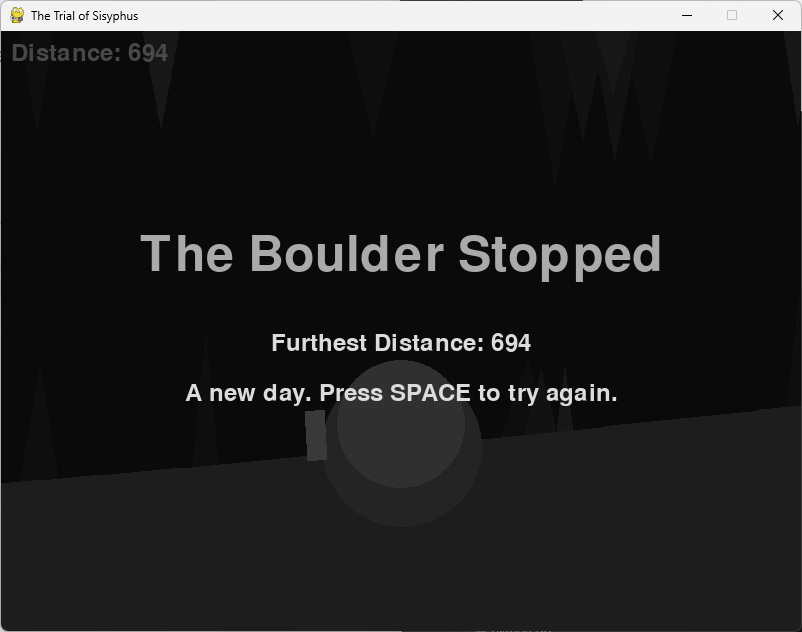 The Trial of Sisyphus
Distance: 694
The Boulder Stopped
Furthest Distance: 694
A new day. Press SPACE to try again.